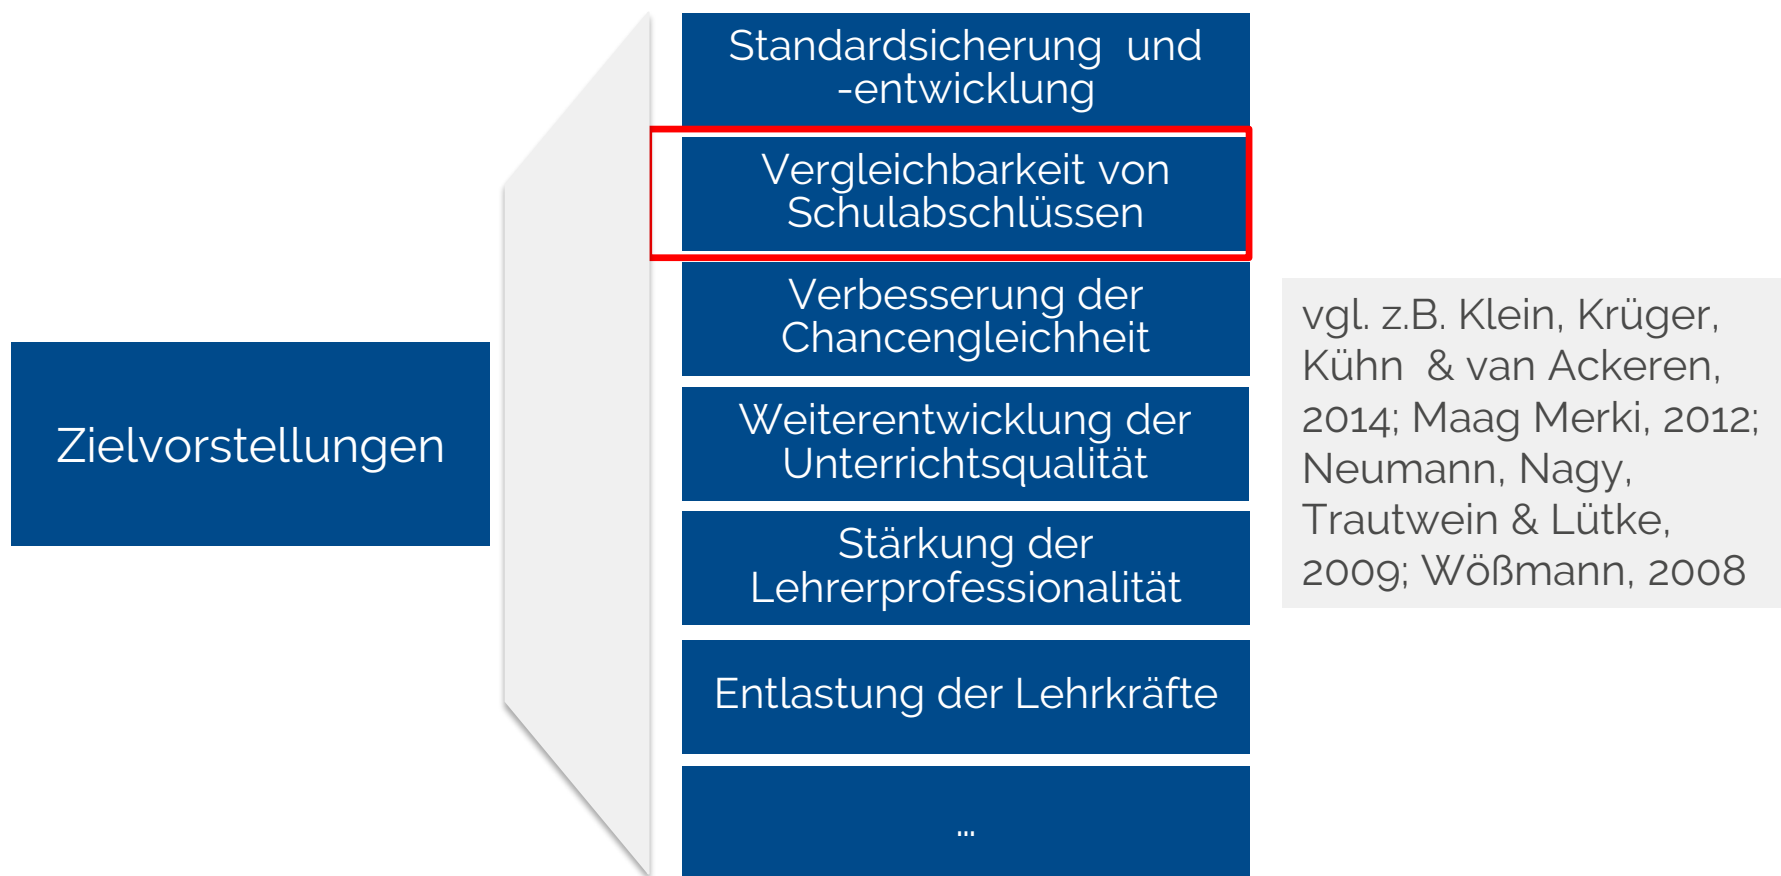 Zielvorstellungen
Standardsicherung und
-entwicklung
Vergleichbarkeit von
Schulabschlüssen
Verbesserung der
Chancengleichheit
Weiterentwicklung der
Unterrichtsqualität
Stärkung der
Lehrerprofessionalität
Entlastung der Lehrkräfte
...
vgl. z.B. Klein, Krüger,
Kühn & van Ackeren,
2014; Maag Merki, 2012;
Neumann, Nagy,
Trautwein & Lütke,
2009; Wößmann, 2008